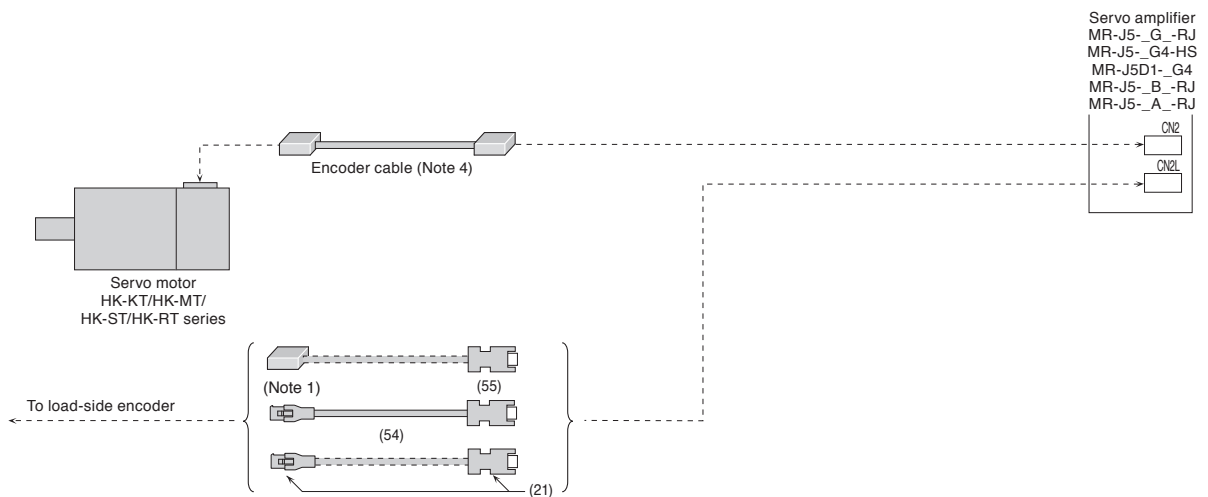 Servo amplifier
MR-J5-_G_-RJ
MR-J5-_G4-HS
MR-J5D1-_G4
MR-J5-_B_-RJ
MR-J5-_A_-RJ
CN2
CN2L
Encoder cable (Note 4)
Servo motor
HK-KT/HK-MT/
HK-ST/HK-RT series
(Note 1)
(55)
To load-side encoder
(54)
(21)